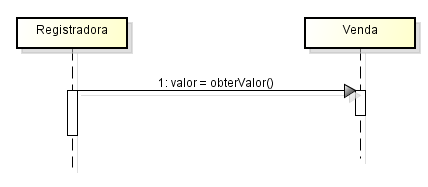 Registradora
Venda
1: valor = obterValor()